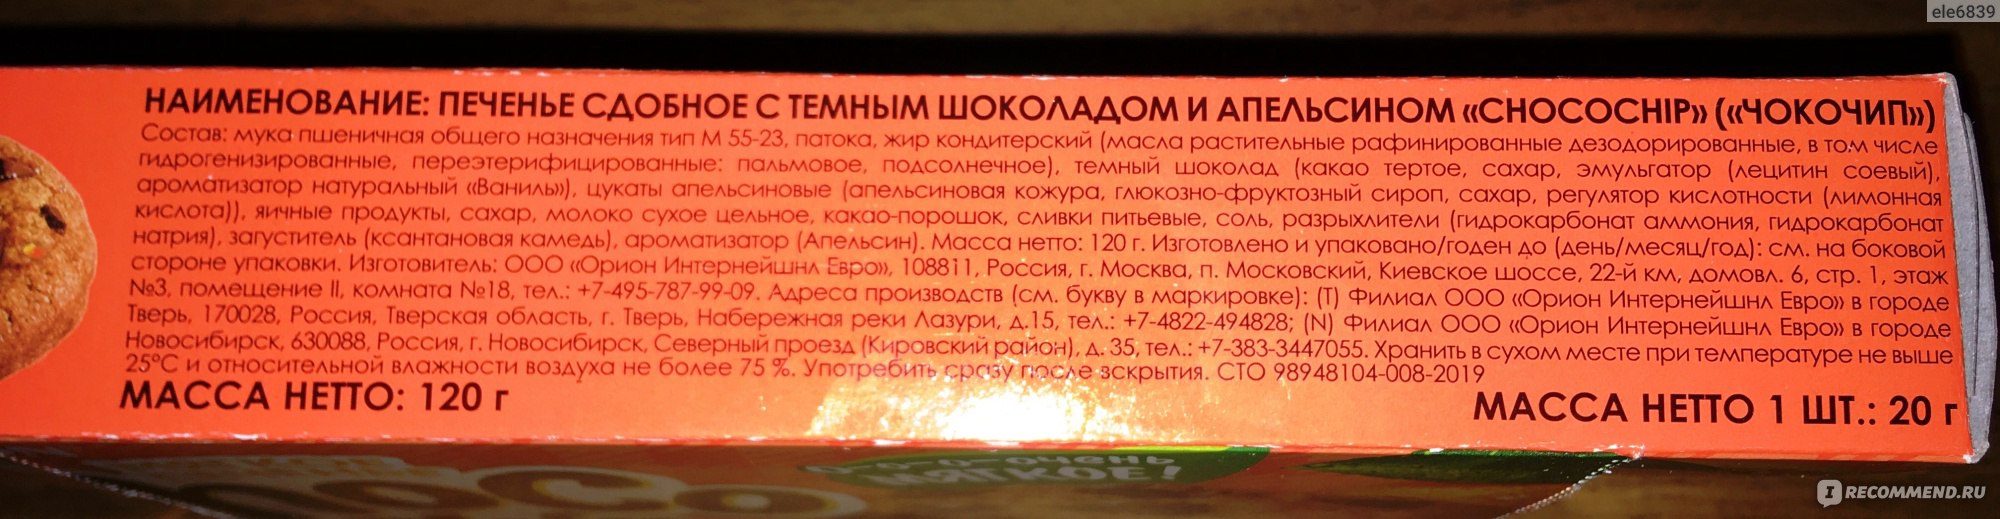 ele6839
НАИМЕНОВАНИЕ: ПЕЧЕНЬЕ СДОБНОЕ С ТЕМНЫМ ШОКОЛАДОМ И АПЕЛЬСИНОМ «CHOCOCHIP» («ЧОКОЧИП»)
Состав: мука пшеничная общего назначения тип М 55-23, патока, жир кондитерский (масла растительные рафинированные дезодорированные, в том числе
гидрогенизированные, переэтерифицированные: пальмовое, подсолнечное), темный шоколад (какао тертое, сахар, эмульгатор (лецитин соевый),
ароматизатор натуральный «Ваниль»), цукаты апельсиновые (апельсиновая кожура, глюкозно-фруктозный сироп, сахар, регулятор кислотности (лимонная
кислота)), яичные продукты, сахар, молоко сухое цельное, какао-порошок, сливки питьевые, соль, разрыхлители (гидрокарбонат аммония, гидрокарбонат
натрия), загуститель (ксантановая камедь), ароматизатор (Апельсин). Масса нетто: 120 г. Изготовлено и упаковано/годен до (день/месяц/год): см. на боковой
стороне упаковки. Изготовитель: ООО «Орион Интернейшнл Евро», 108811, Россия, г. Москва, п. Московский, Киевское шоссе, 22-й км, домовл. 6, стр. 1, этаж
№3, помещение II, комната №18, тел.: +7-495-787-99-09. Адреса производств (см. букву в маркировке): (T) Филиал ООО «Орион Интернейшнл Евро» в городе
Тверь, 170028, Россия, Тверская область, г. Тверь, Набережная реки Лазури, д.15, тел.: +7-4822-494828; (N) Филиал ООО «Орион Интернейшнл Евро» в городе
Новосибирск, 630088, Россия, г. Новосибирск, Северный проезд (Кировский район), д. 35, тел.: +7-383-3447055. Хранить в сухом месте при температуре не выше
25°С и относительной влажности воздуха не более 75 %. Употребить сразу после вскрытия. СТО 98948104-008-2019
МАССА НЕТТО: 120 г
МАССА НЕТТО 1 ШТ.: 20 г
МЯГКОЕ!
IRECOMMEND.RU